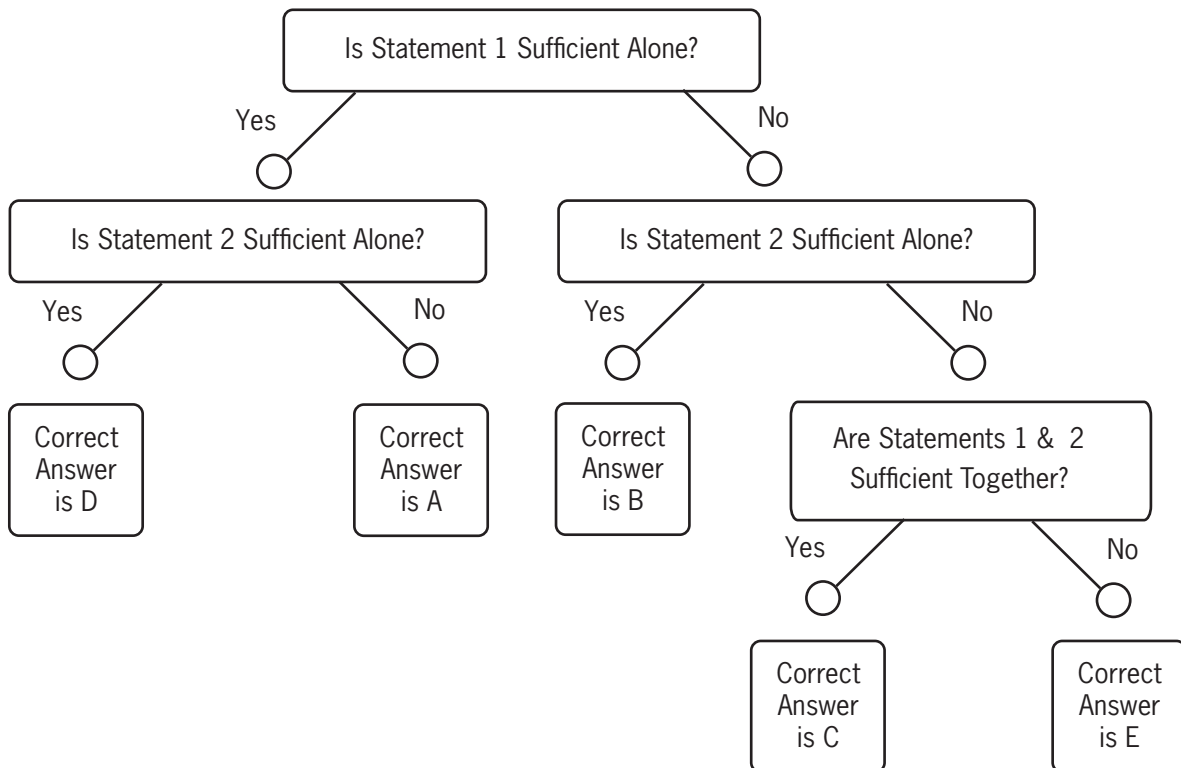 Is Statement 1 Sufficient Alone?
Yes
No
Is Statement 2 Sufficient Alone?
Is Statement 2 Sufficient Alone?
Yes
No
Yes
No
Correct
Answer
is D
Correct
Answer
is A
Correct
Answer
is B
Are Statements 1 & 2
Sufficient Together?
Yes
No
Correct
Answer
is C
Correct
Answer
is E